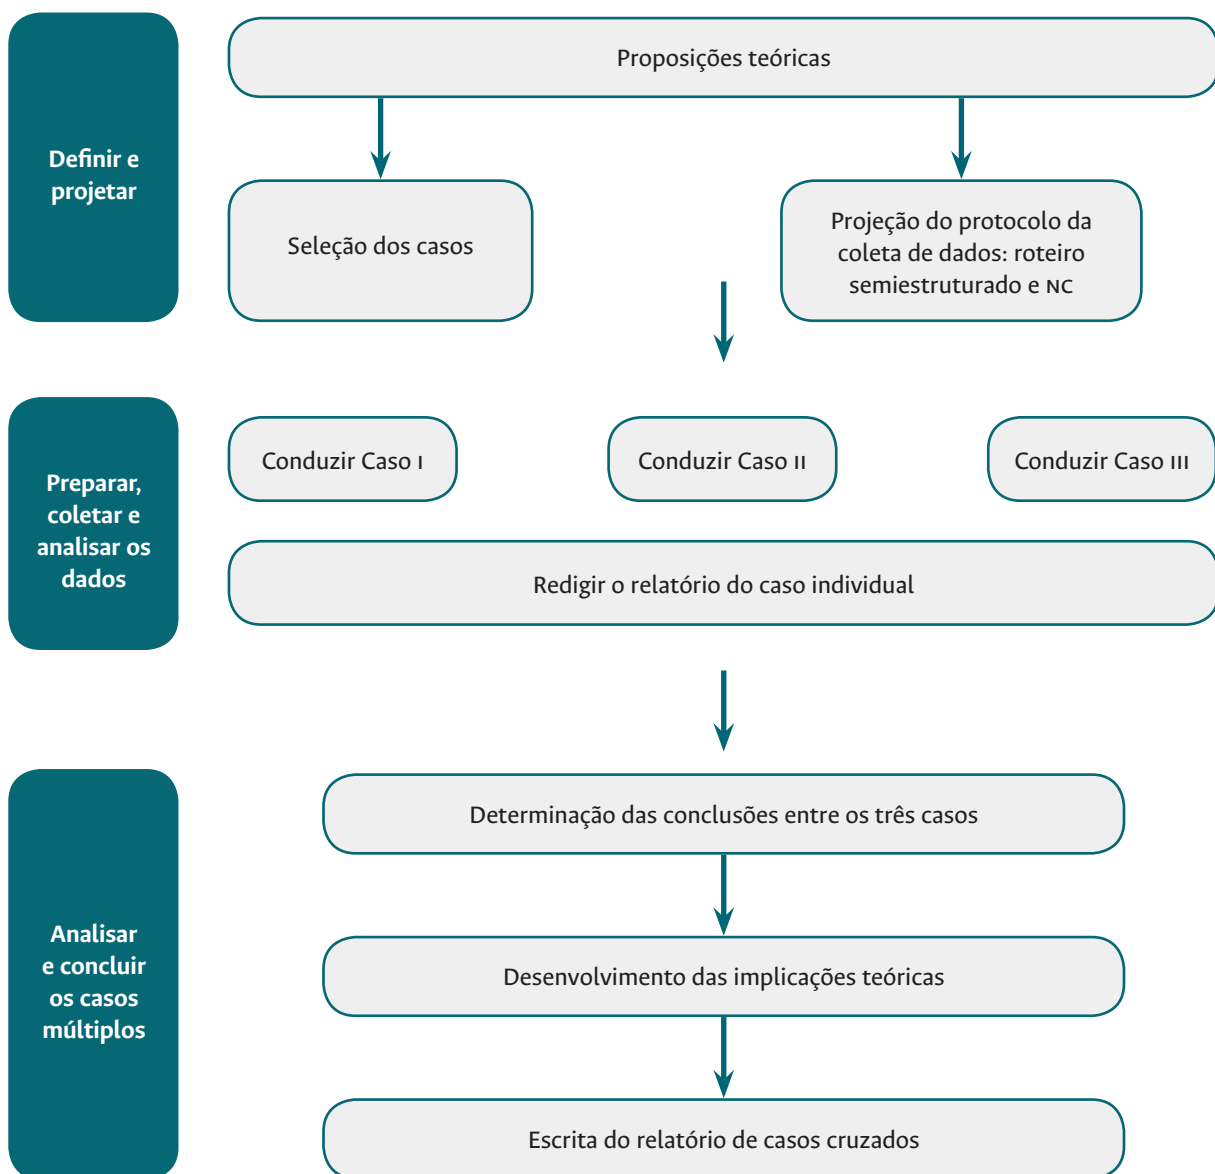 Proposições teóricas
Definir e
projetar
Seleção dos casos
Projeção do protocolo da
coleta de dados: roteiro
semiestruturado e NC
Preparar,
coletar e
analisar os
dados
Conduzir Caso I
Conduzir Caso II
Conduzir Caso III
Redigir o relatório do caso individual
Analisar
e concluir
os casos
múltiplos
Determinação das conclusões entre os três casos
Desenvolvimento das implicações teóricas
Escrita do relatório de casos cruzados